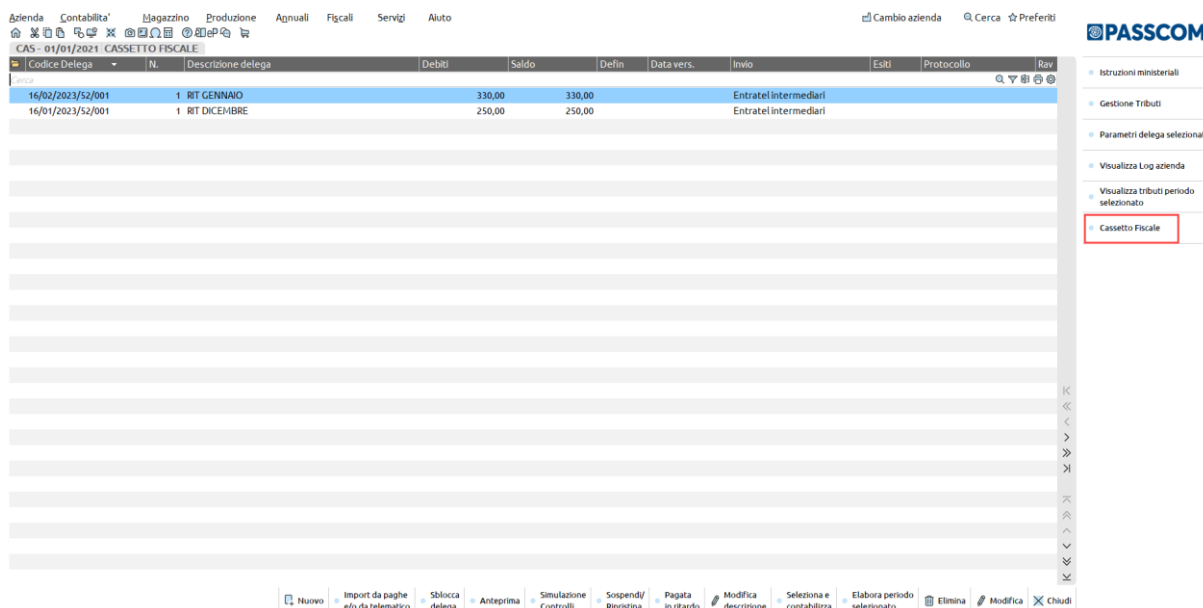 Azienda Contabilita' Magazzino Produzione Annuali Fiscali Servizi Aiuto Cambio azienda Cerca Preferiti
PASSCOM
CAS - 01/01/2021 CASSETTO FISCALE
Codice Delega N. Descrizione delega Debiti Saldo Defin Data vers. Invio Esiti Protocollo Rav
Cerca
16/02/2023/52/001 1 RIT GENNAIO 330,00 330,00 Entratel intermediari
16/01/2023/52/001 1 RIT DICEMBRE 250,00 250,00 Entratel intermediari
Istruzioni ministeriali
Gestione Tributi
Parametri delega selezionat
Visualizza Log azienda
Visualizza tributi periodo
selezionato
Cassetto Fiscale
Nuovo
Import da paghe
e/o da telematico
Sblocca
delega
Anteprima
Simulazione
Controlli
Sospendi/
Ripristina
Pagata
in ritardo
Modifica
descrizione
Seleziona e
contabilizza
Elabora periodo
selezionato
Elimina
Modifica
Chiudi